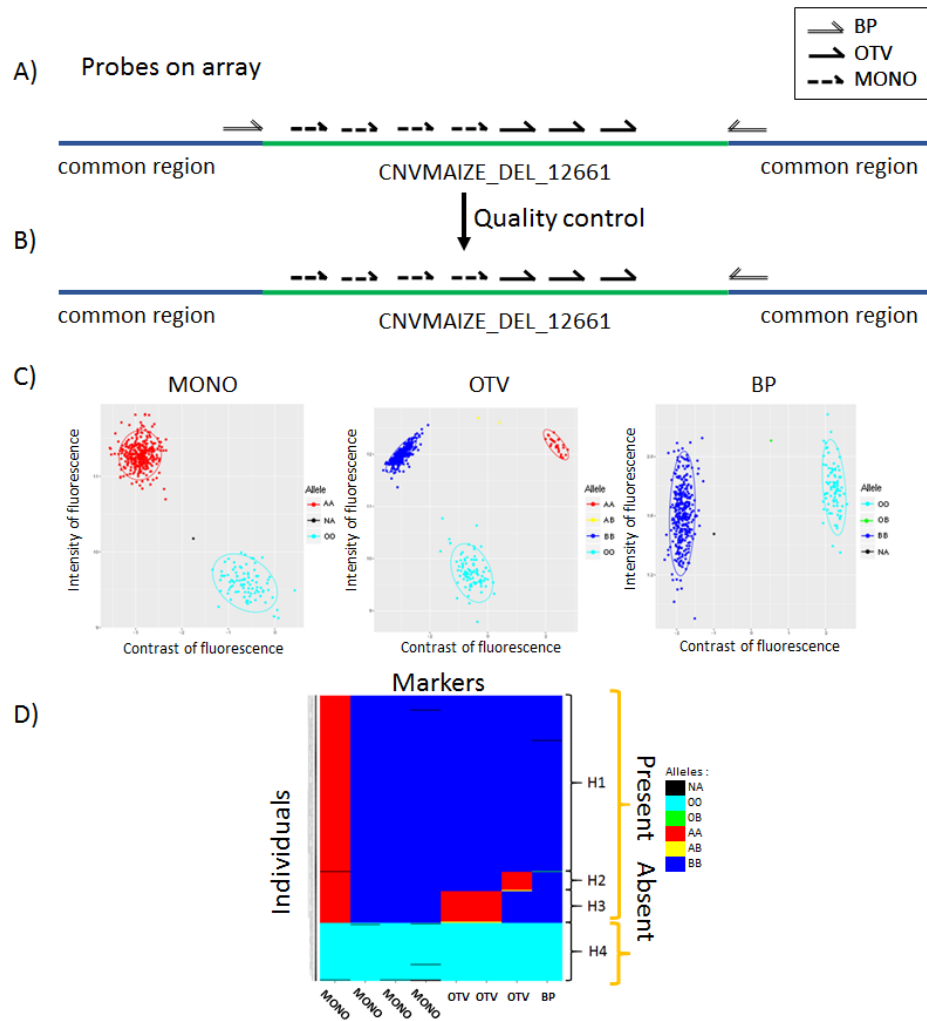 BP
OTV
MONO
A)
Probes on array
common region
CNVMAIZE_DEL_12661
common region
Quality control
B)
common region
CNVMAIZE_DEL_12661
common region
C)
MONO
OTV
BP
Intensity of fluorescence
Allele
AA
NA
OO
Contrast of fluorescence
Intensity of fluorescence
Allele
AA
AB
BB
OO
Contrast of fluorescence
Intensity of fluorescence
Allele
OO
OB
BB
NA
Contrast of fluorescence
D)
Markers
Individuals
H1
H2
H3
H4
Present
Absent
Alleles :
NA
OO
OB
AA
AB
BB
MONO
MONO
MONO
MONO
OTV
OTV
OTV
BP